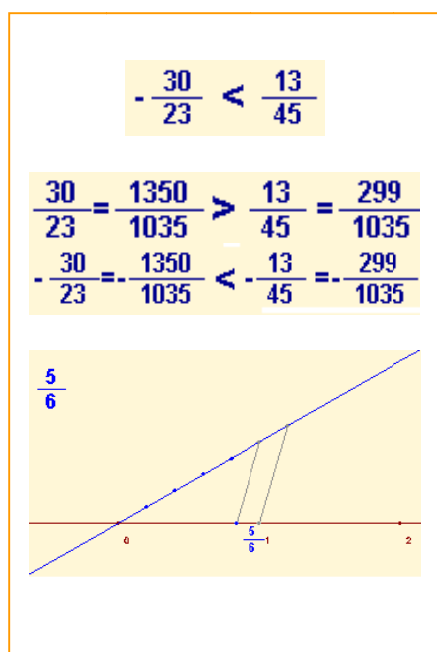 -30/23 < 13/45
30/23 = 1350/1035 > 13/45 = 299/1035
-30/23 =- 1350/1035 < -13/45 =- 299/1035
5/6
0 5/6 1 2